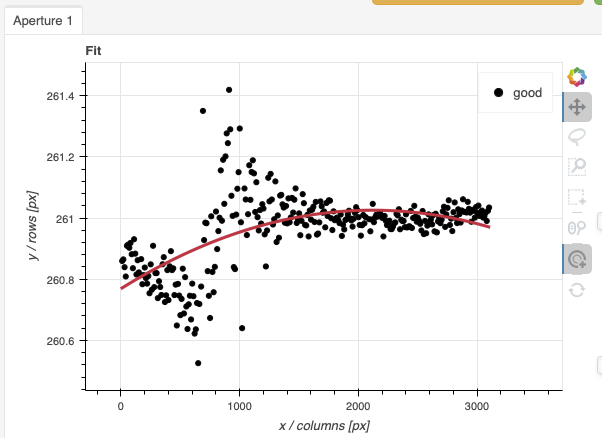 Aperture 1
Fit
good
y / rows [px]
261.4
261.2
261
260.8
260.6
0
1000
2000
3000
x / columns [px]